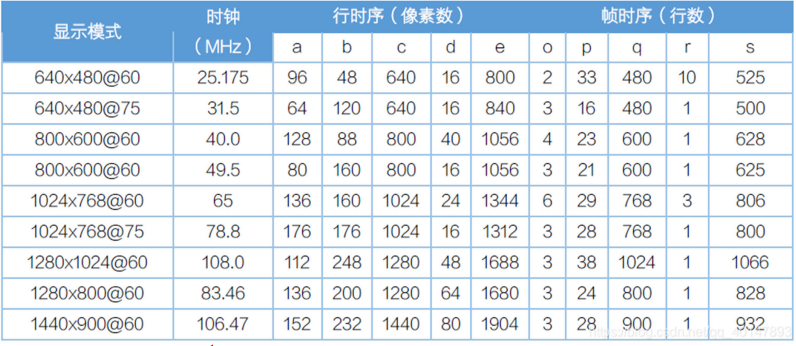 显示模式 时钟（MHz） 行时序（像素数） 帧时序（行数）
a b c d e o p q r s
640x480@60 25.175 96 48 640 16 800 2 33 480 10 525
640x480@75 31.5 64 120 640 16 840 3 16 480 1 500
800x600@60 40.0 128 88 800 40 1056 4 23 600 1 628
800x600@60 49.5 80 160 800 16 1056 3 21 600 1 625
1024x768@60 65 136 160 1024 24 1344 6 29 768 3 806
1024x768@75 78.8 176 176 1024 16 1312 3 28 768 1 800
1280x1024@60 108.0 112 248 1280 48 1688 3 38 1024 1 1066
1280x800@60 83.46 136 200 1280 64 1680 3 24 800 1 828
1440x900@60 106.47 152 232 1440 80 1904 3 28 900 1 932